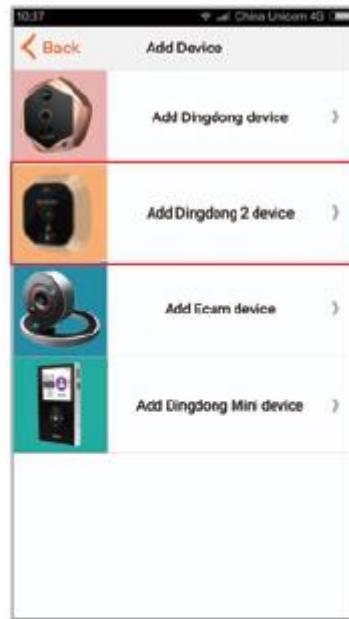 10:37 China Unicom 4G
Back Add Device
Add Dingdong device
Add Dingdong 2 device
Add Ecam device
Add Dingdong Mini device